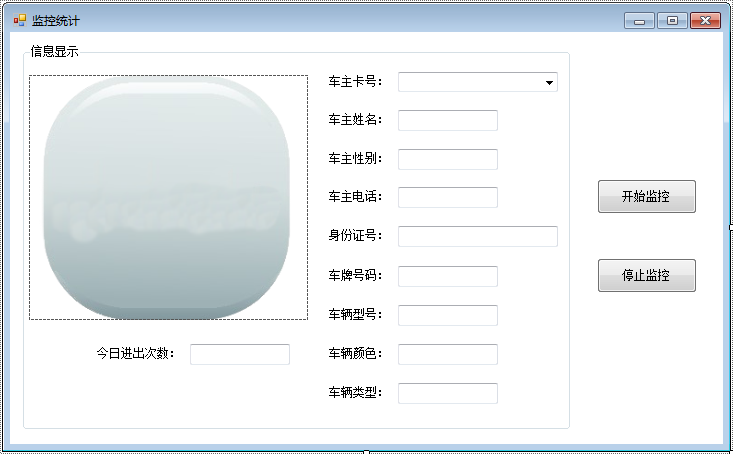 监控统计
信息显示
车主卡号：
车主姓名：
车主性别：
车主电话：
身份证号：
车牌号码：
车辆型号：
车辆颜色：
车辆类型：
今日进出次数：
开始监控
停止监控